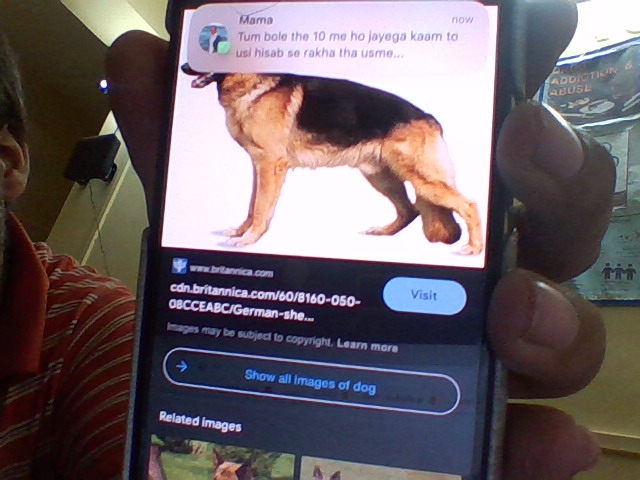 Mama now
Tum bole the 10 me ho jayega kaam to
usi hisab se rakha tha usme...
www.britannica.com
cdn.britannica.com/60/8160-050-
08CCEABC/German-she...
Visit
Images may be subject to copyright. Learn more
Show all images of dog
Related images
ADDICTION &
ABUSE